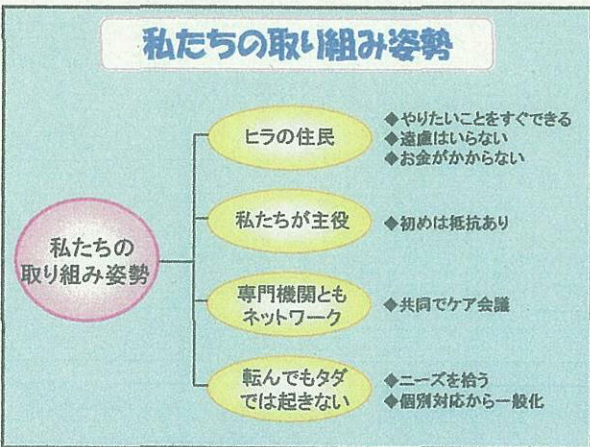 私たちの取り組み姿勢
私たちの
取り組み姿勢
ヒラの住民
◆やりたいことをすぐできる
◆遠慮はいらない
◆お金がかからない
私たちが主役
◆初めは抵抗あり
専門機関とも
ネットワーク
◆共同でケア会議
転んでもタダ
では起きない
◆ニーズを拾う
◆個別対応から一般化